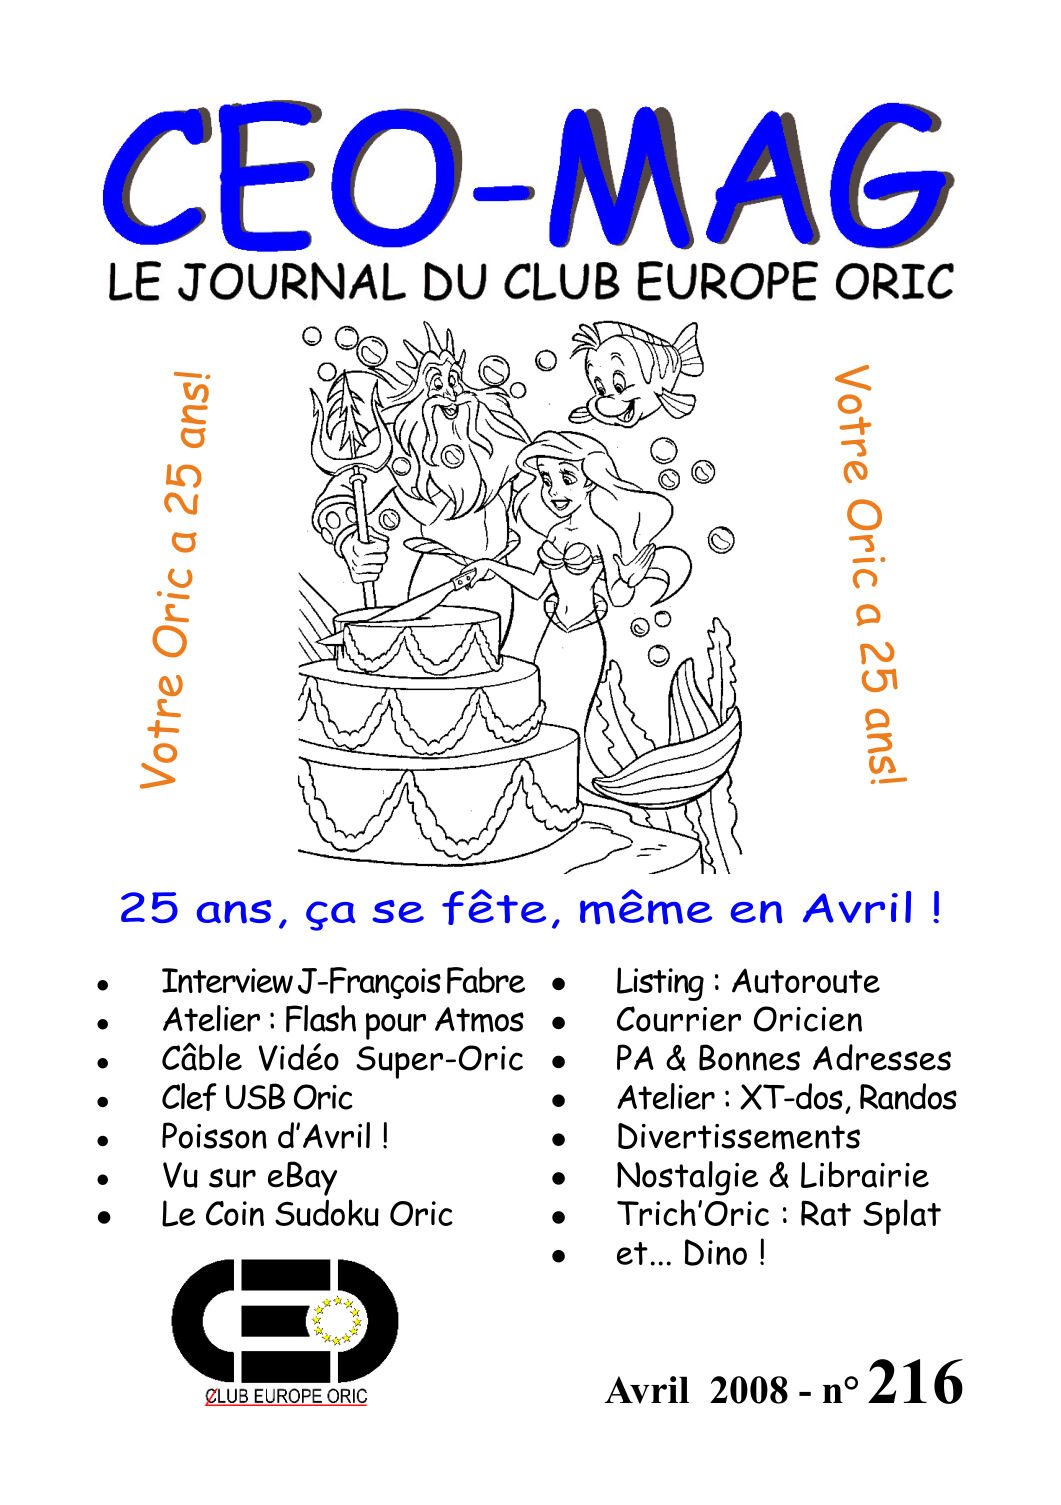 CEO-MAG
LE JOURNAL DU CLUB EUROPE ORIC
Votre Oric a 25 ans!
Votre Oric a 25 ans!
25 ans, ça se fête, même en Avril !
• Interview J-François Fabre
• Atelier : Flash pour Atmos
• Câble Vidéo Super-Oric
• Clef USB Oric
• Poisson d’Avril !
• Vu sur eBay
• Le Coin Sudoku Oric
• Listing : Autoroute
• Courrier Oricien
• PA & Bonnes Adresses
• Atelier : XT-dos, Randos
• Divertissements
• Nostalgie & Librairie
• Trich’Oric : Rat Splat
• et... Dino !
CEO
CLUB EUROPE ORIC
Avril 2008 - n° 216